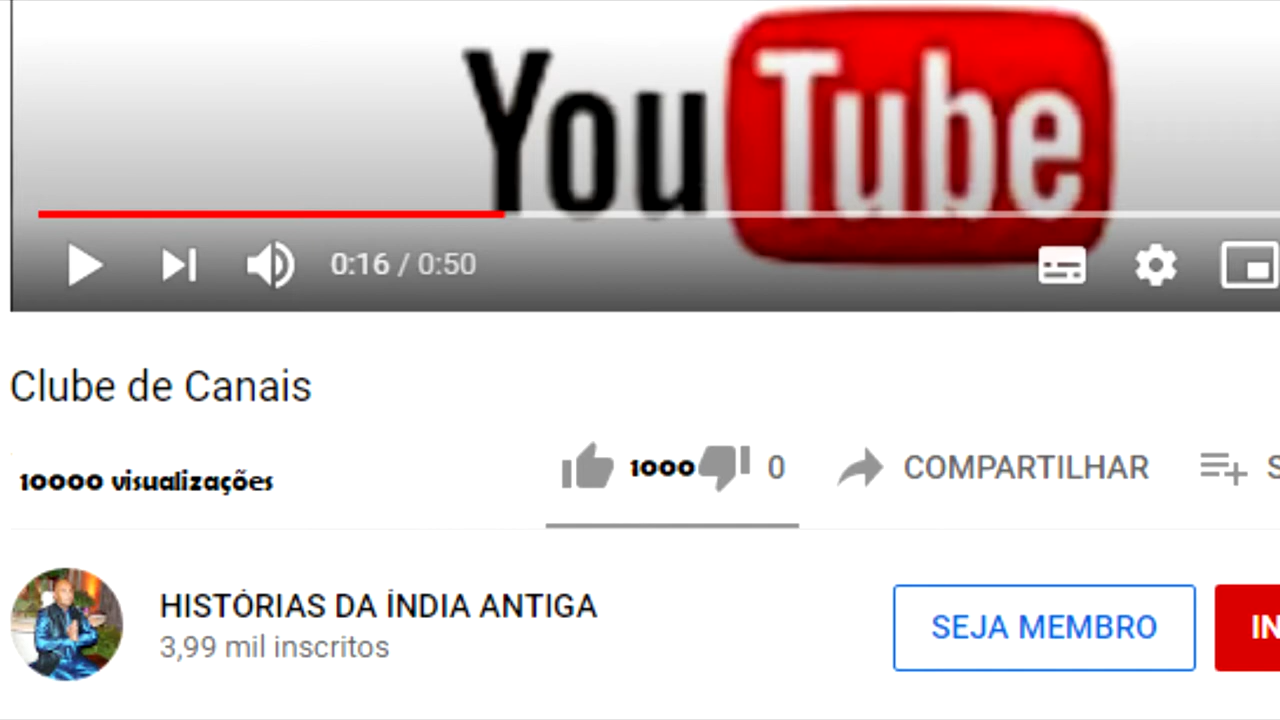 YouTube
0:16 / 0:50
Clube de Canais
10000 visualizações
1000 0 COMPARTILHAR S
HISTÓRIAS DA ÍNDIA ANTIGA
3,99 mil inscritos
SEJA MEMBRO
IN